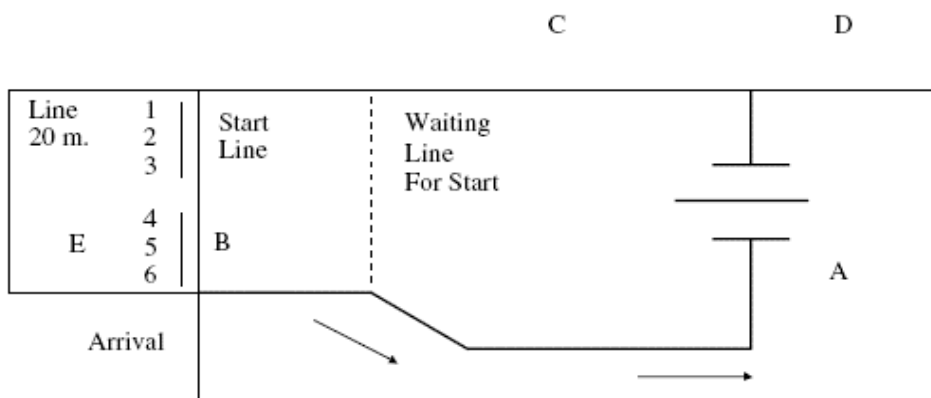 C
D
Line
20 m.
1
2
3
Start
Line
Waiting
Line
For Start
4
5
6
E
B
A
Arrival